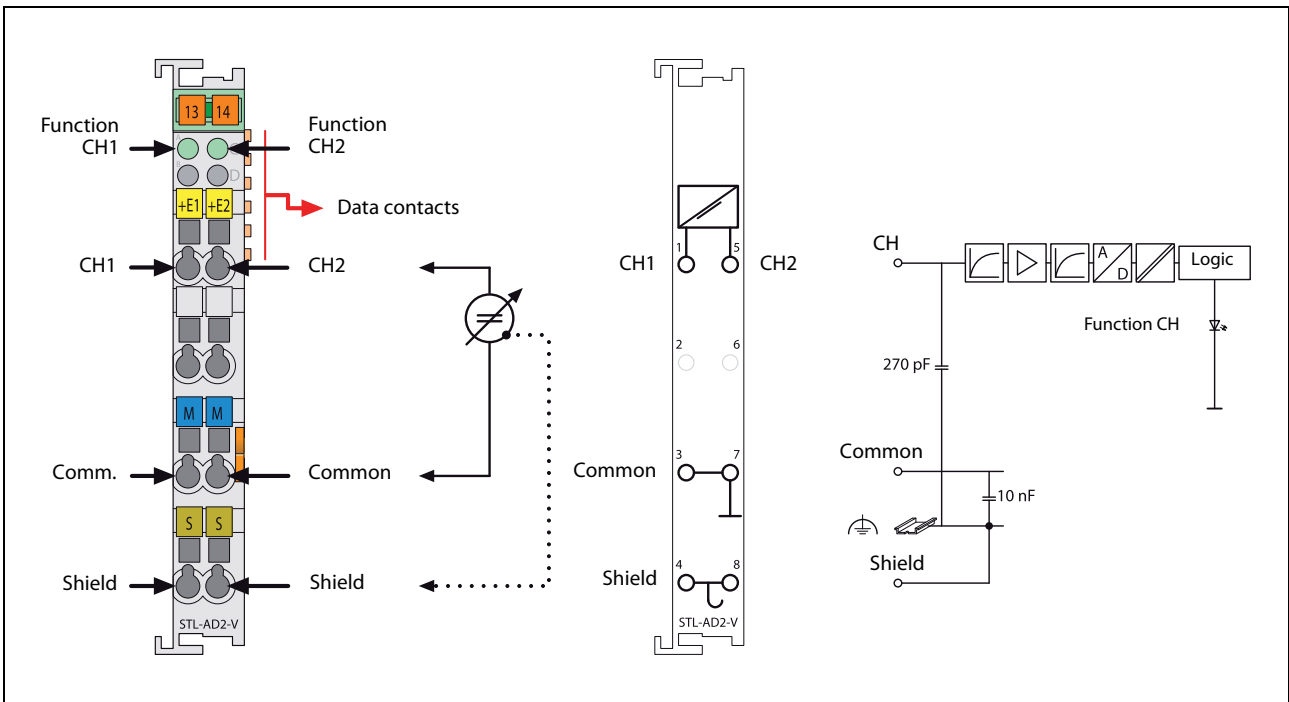 13 14
Function
CH1
Function
CH2
A
C
B
D
+E1 +E2
Data contacts
CH1
CH2
M M
Comm.
Common
S S
Shield
Shield
STL-AD2-V
1
5
CH1
CH2
2
6
3
7
Common
4
8
Shield
STL-AD2-V
CH
A
D
Logic
Function CH
270 pF
Common
10 nF
Shield